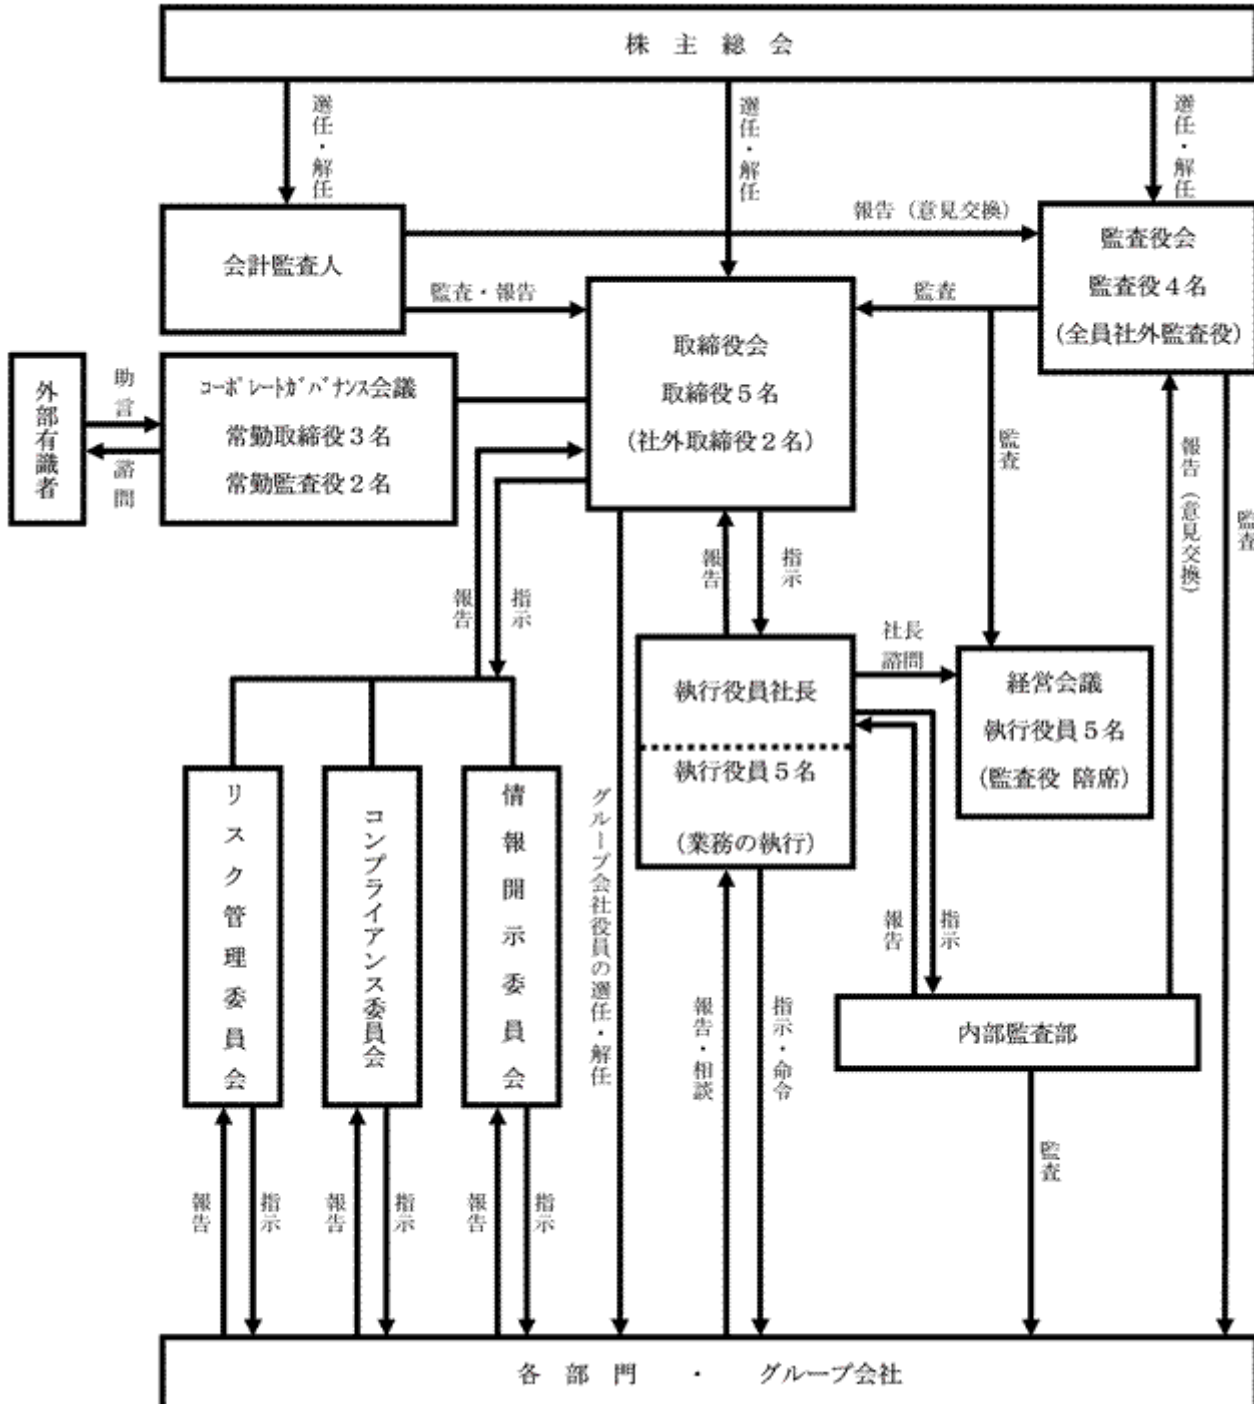 株 主 総 会
選任・解任
選任・解任
選任・解任
会計監査人
報告（意見交換）
監査役会
監査役４名
（全員社外監査役）
監査・報告
監査
取締役会
取締役５名
（社外取締役２名）
外部有識者
助言
諮問
ｺｰﾎﾟﾚｰﾄｶﾞﾊﾞﾅﾝｽ会議
常勤取締役３名
常勤監査役２名
監査
報告（意見交換）
監査
報告
指示
報告
指示
社長
諮問
執行役員社長
執行役員５名
（業務の執行）
経営会議
執行役員５名
（監査役 陪席）
リスク管理委員会
コンプライアンス委員会
情報開示委員会
グループ会社役員の選任・解任
報告
指示
内部監査部
報告・相談
指示・命令
監査
報告
指示
報告
指示
報告
指示
各 部 門 ・ グループ会社